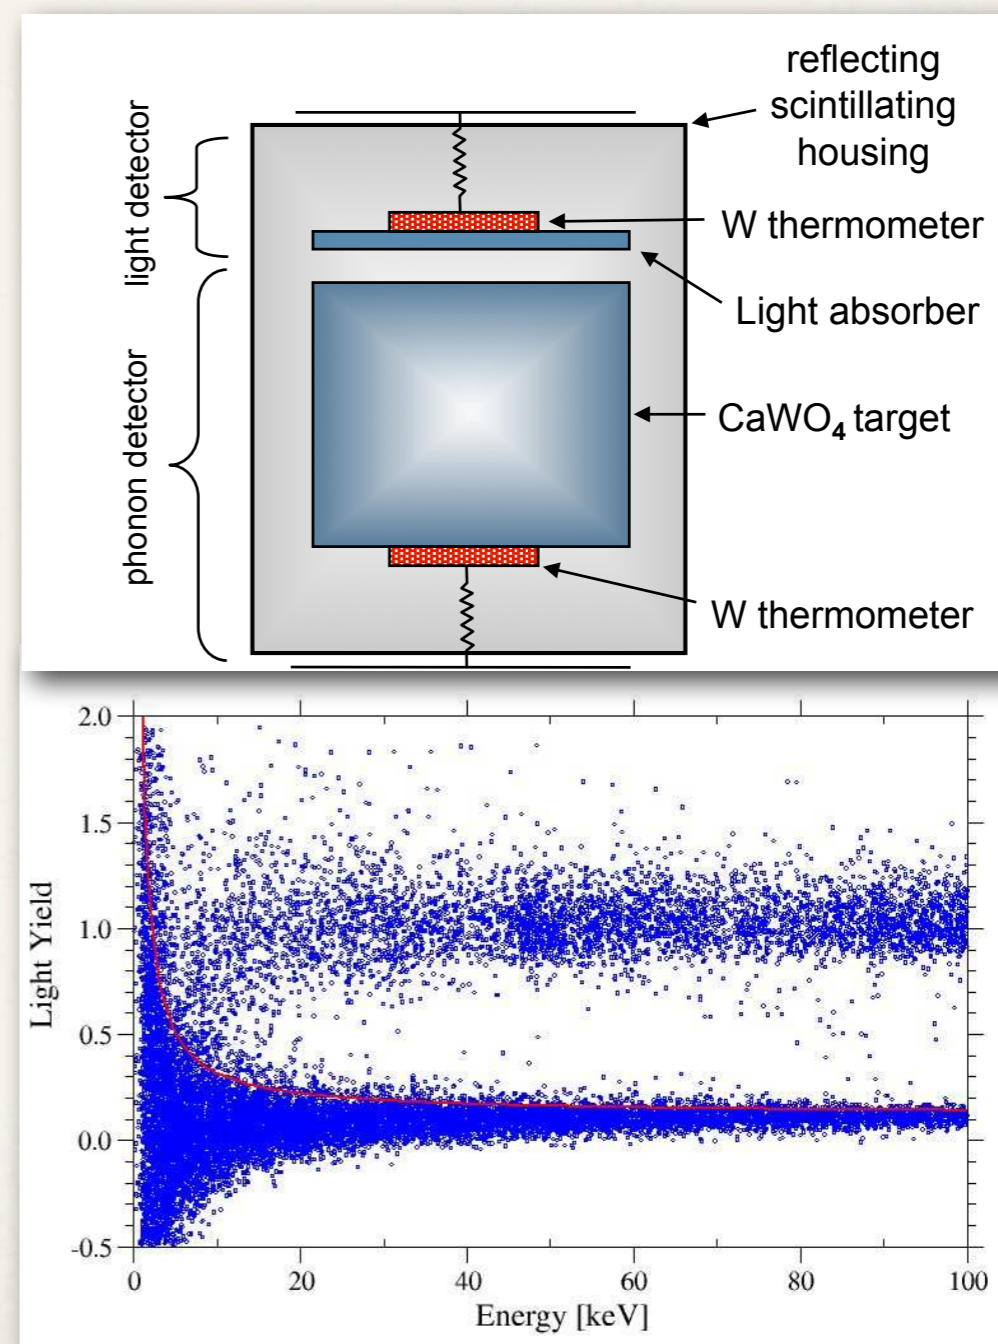 reflecting
scintillating
housing
light detector
W thermometer
Light absorber
phonon detector
CaWO₄ target
W thermometer
2.0
1.5
1.0
0.5
0.0
-0.5
Light Yield
0 20 40 60 80 100
Energy [keV]